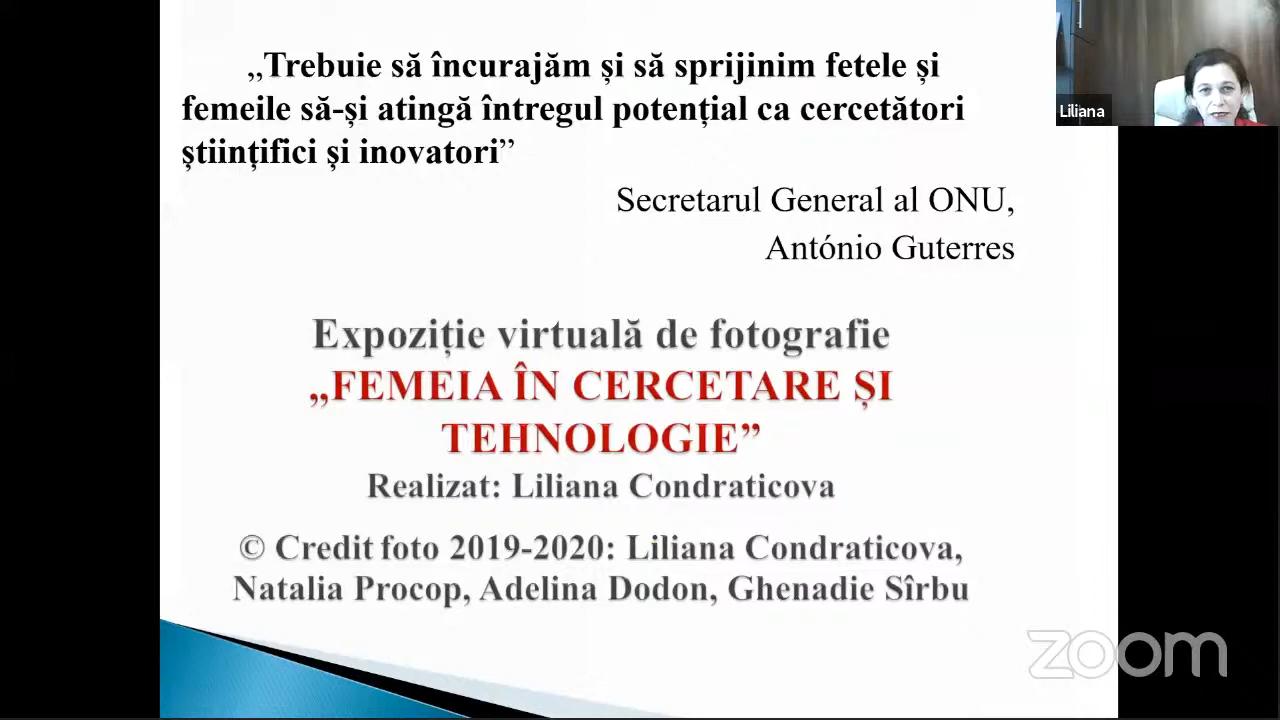 „Trebuie să încurajăm și să sprijinim fetele și
femeile să-și atingă întregul potențial ca cercetători
științifici și inovatori”
Secretarul General al ONU,
António Guterres
Expoziție virtuală de fotografie
„FEMEIA ÎN CERCETARE ȘI
TEHNOLOGIE”
Realizat: Liliana Condraticova
© Credit foto 2019-2020: Liliana Condraticova,
Natalia Procop, Adelina Dodon, Ghenadie Sîrbu
Liliana
zoom